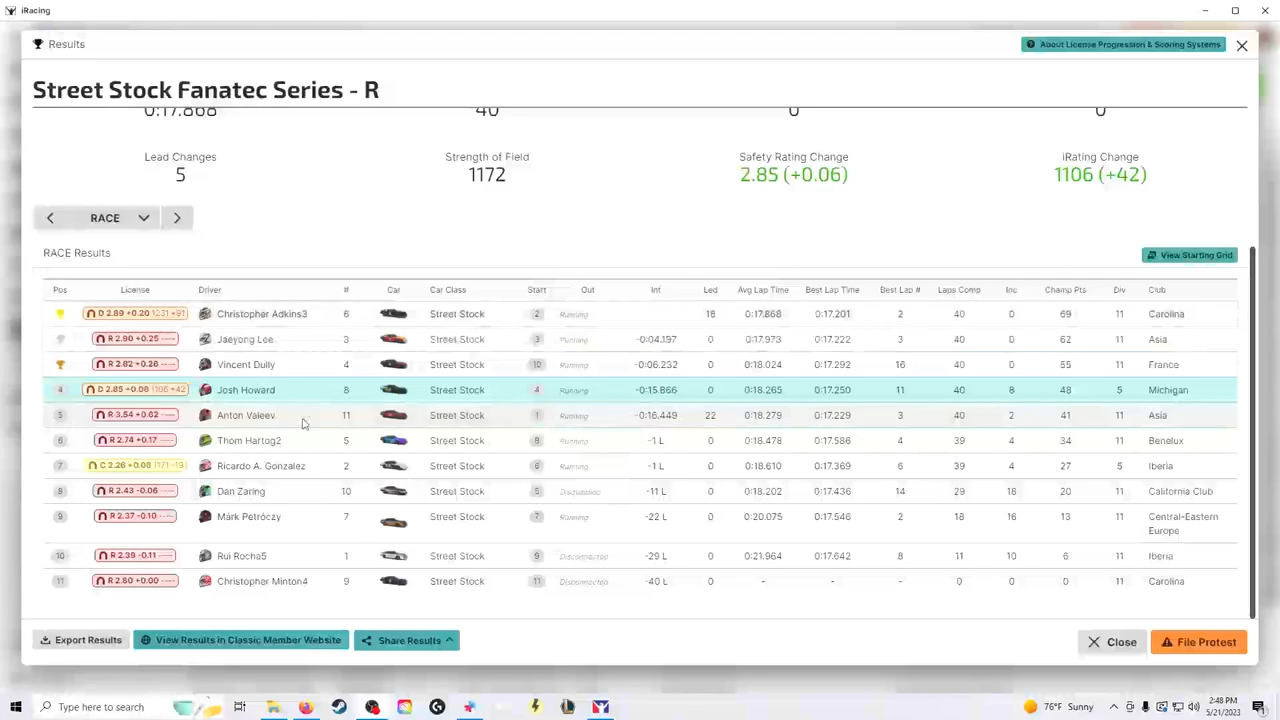 iRacing
Results
About License Progression & Scoring Systems
Street Stock Fanatec Series - R
0:17.868 40 0 0
Lead Changes Strength of Field Safety Rating Change iRating Change
5 1172 2.85 (+0.06) 1106 (+42)
RACE
RACE Results
View Starting Grid
Pos License Driver # Car Car Class Start Out Int Led Avg Lap Time Best Lap Time Best Lap # Laps Comp Inc Champ Pts Div Club
D 2.89 +0.20 1231 +91 Christopher Adkins3 6 Street Stock 2 Running 18 0:17.868 0:17.201 2 40 0 69 11 Carolina
R 2.90 +0.25 Jaeyong Lee 3 Street Stock 3 Running -0:04.197 0 0:17.973 0:17.222 3 40 0 62 11 Asia
R 2.82 +0.28 Vincent Dully 4 Street Stock 10 Running -0:06.232 0 0:18.024 0:17.292 16 40 0 55 11 France
4 D 2.85 +0.06 1106 +42 Josh Howard 8 Street Stock 4 Running -0:15.866 0 0:18.265 0:17.250 11 40 8 48 5 Michigan
5 R 3.54 +0.62 Anton Valeev 11 Street Stock 1 Running -0:16.449 22 0:18.279 0:17.229 3 40 2 41 11 Asia
6 R 2.74 +0.17 Thom Hartog2 5 Street Stock 8 Running -1 L 0 0:18.478 0:17.586 4 39 4 34 11 Benelux
7 C 2.26 +0.08 1171 -19 Ricardo A. Gonzalez 2 Street Stock 6 Running -1 L 0 0:18.610 0:17.369 6 39 4 27 5 Iberia
8 R 2.43 -0.06 Dan Zaring 10 Street Stock 5 Disqualified -11 L 0 0:18.202 0:17.436 14 29 18 20 11 California Club
9 R 2.37 -0.10 Márk Petróczy 7 Street Stock 7 Running -22 L 0 0:20.075 0:17.546 2 18 16 13 11 Central-Eastern
Europe
10 R 2.39 -0.11 Rui Rocha5 1 Street Stock 9 Disconnected -29 L 0 0:21.964 0:17.642 8 11 10 6 11 Iberia
11 R 2.80 +0.00 Christopher Minton4 9 Street Stock 11 Disconnected -40 L 0 - - - 0 0 0 11 Carolina
Export Results View Results in Classic Member Website Share Results
Close File Protest
Type here to search
76°F Sunny
2:48 PM
5/21/2023